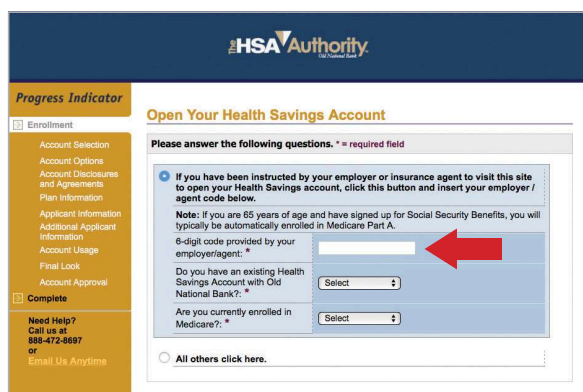 The HSA Authority.
Old National Bank
Progress Indicator
Enrollment
Account Selection
Account Options
Account Disclosures
and Agreements
Plan Information
Applicant Information
Additional Applicant
Information
Account Usage
Final Look
Account Approval
Complete
Need Help?
Call us at
888-472-8697
or
Email Us Anytime
Open Your Health Savings Account
Please answer the following questions. * = required field
If you have been instructed by your employer or insurance agent to visit this site
to open your Health Savings account, click this button and insert your employer /
agent code below.
Note: If you are 65 years of age and have signed up for Social Security Benefits, you will
typically be automatically enrolled in Medicare Part A.
6-digit code provided by your
employer/agent: *
Do you have an existing Health
Savings Account with Old
National Bank?: *
Select
Are you currently enrolled in
Medicare?: *
Select
All others click here.